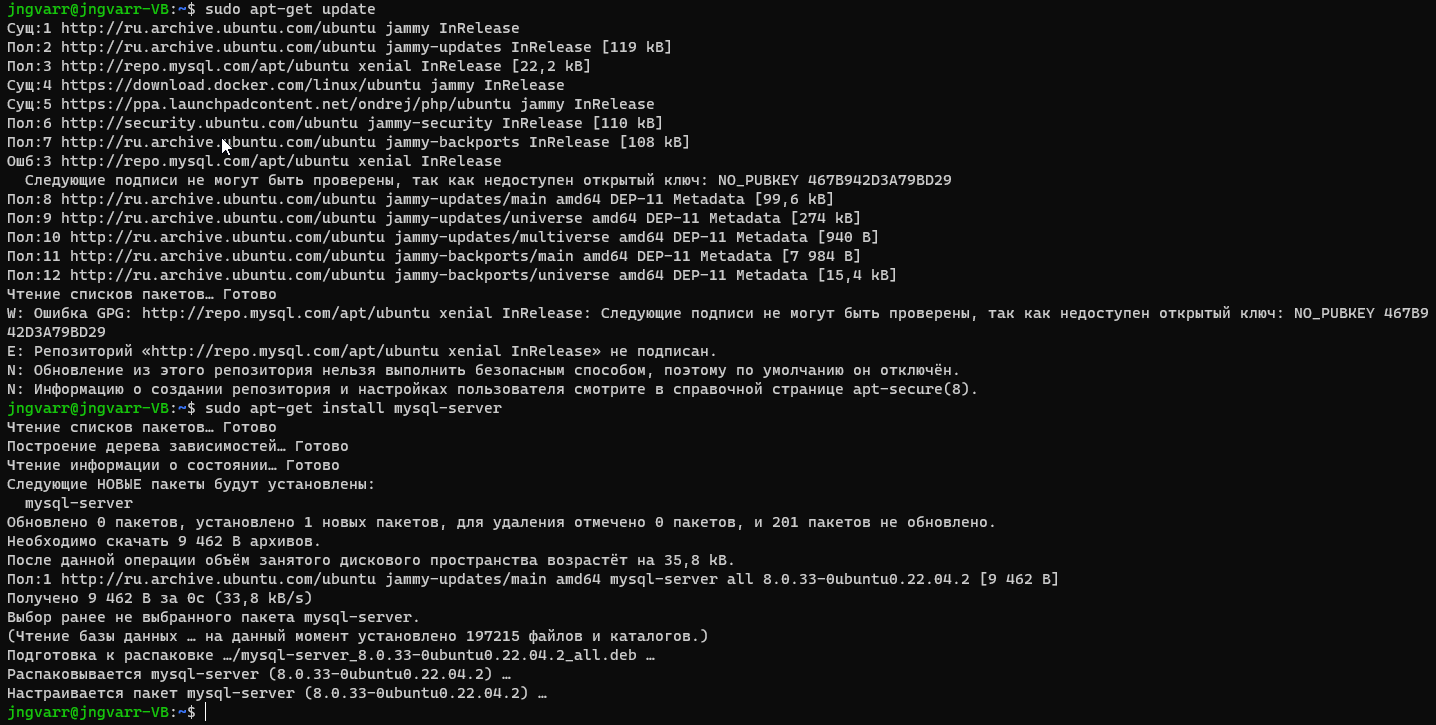 jngvarr@jngvarr-VB:~$ sudo apt-get update
Сущ:1 http://ru.archive.ubuntu.com/ubuntu jammy InRelease
Пол:2 http://ru.archive.ubuntu.com/ubuntu jammy-updates InRelease [119 kB]
Пол:3 http://repo.mysql.com/apt/ubuntu xenial InRelease [22,2 kB]
Сущ:4 https://download.docker.com/linux/ubuntu jammy InRelease
Сущ:5 https://ppa.launchpadcontent.net/ondrej/php/ubuntu jammy InRelease
Пол:6 http://security.ubuntu.com/ubuntu jammy-security InRelease [110 kB]
Пол:7 http://ru.archive.ubuntu.com/ubuntu jammy-backports InRelease [108 kB]
Ошб:3 http://repo.mysql.com/apt/ubuntu xenial InRelease
  Следующие подписи не могут быть проверены, так как недоступен открытый ключ: NO_PUBKEY 467B942D3A79BD29
Пол:8 http://ru.archive.ubuntu.com/ubuntu jammy-updates/main amd64 DEP-11 Metadata [99,6 kB]
Пол:9 http://ru.archive.ubuntu.com/ubuntu jammy-updates/universe amd64 DEP-11 Metadata [274 kB]
Пол:10 http://ru.archive.ubuntu.com/ubuntu jammy-updates/multiverse amd64 DEP-11 Metadata [940 B]
Пол:11 http://ru.archive.ubuntu.com/ubuntu jammy-backports/main amd64 DEP-11 Metadata [7 984 B]
Пол:12 http://ru.archive.ubuntu.com/ubuntu jammy-backports/universe amd64 DEP-11 Metadata [15,4 kB]
Чтение списков пакетов… Готово
W: Ошибка GPG: http://repo.mysql.com/apt/ubuntu xenial InRelease: Следующие подписи не могут быть проверены, так как недоступен открытый ключ: NO_PUBKEY 467B9
42D3A79BD29
E: Репозиторий «http://repo.mysql.com/apt/ubuntu xenial InRelease» не подписан.
N: Обновление из этого репозитория нельзя выполнить безопасным способом, поэтому по умолчанию он отключён.
N: Информацию о создании репозитория и настройках пользователя смотрите в справочной странице apt-secure(8).
jngvarr@jngvarr-VB:~$ sudo apt-get install mysql-server
Чтение списков пакетов… Готово
Построение дерева зависимостей… Готово
Чтение информации о состоянии… Готово
Следующие НОВЫЕ пакеты будут установлены:
  mysql-server
Обновлено 0 пакетов, установлено 1 новых пакетов, для удаления отмечено 0 пакетов, и 201 пакетов не обновлено.
Необходимо скачать 9 462 B архивов.
После данной операции объём занятого дискового пространства возрастёт на 35,8 kB.
Пол:1 http://ru.archive.ubuntu.com/ubuntu jammy-updates/main amd64 mysql-server all 8.0.33-0ubuntu0.22.04.2 [9 462 B]
Получено 9 462 B за 0с (33,8 kB/s)
Выбор ранее не выбранного пакета mysql-server.
(Чтение базы данных … на данный момент установлено 197215 файлов и каталогов.)
Подготовка к распаковке …/mysql-server_8.0.33-0ubuntu0.22.04.2_all.deb …
Распаковывается mysql-server (8.0.33-0ubuntu0.22.04.2) …
Настраивается пакет mysql-server (8.0.33-0ubuntu0.22.04.2) …
jngvarr@jngvarr-VB:~$